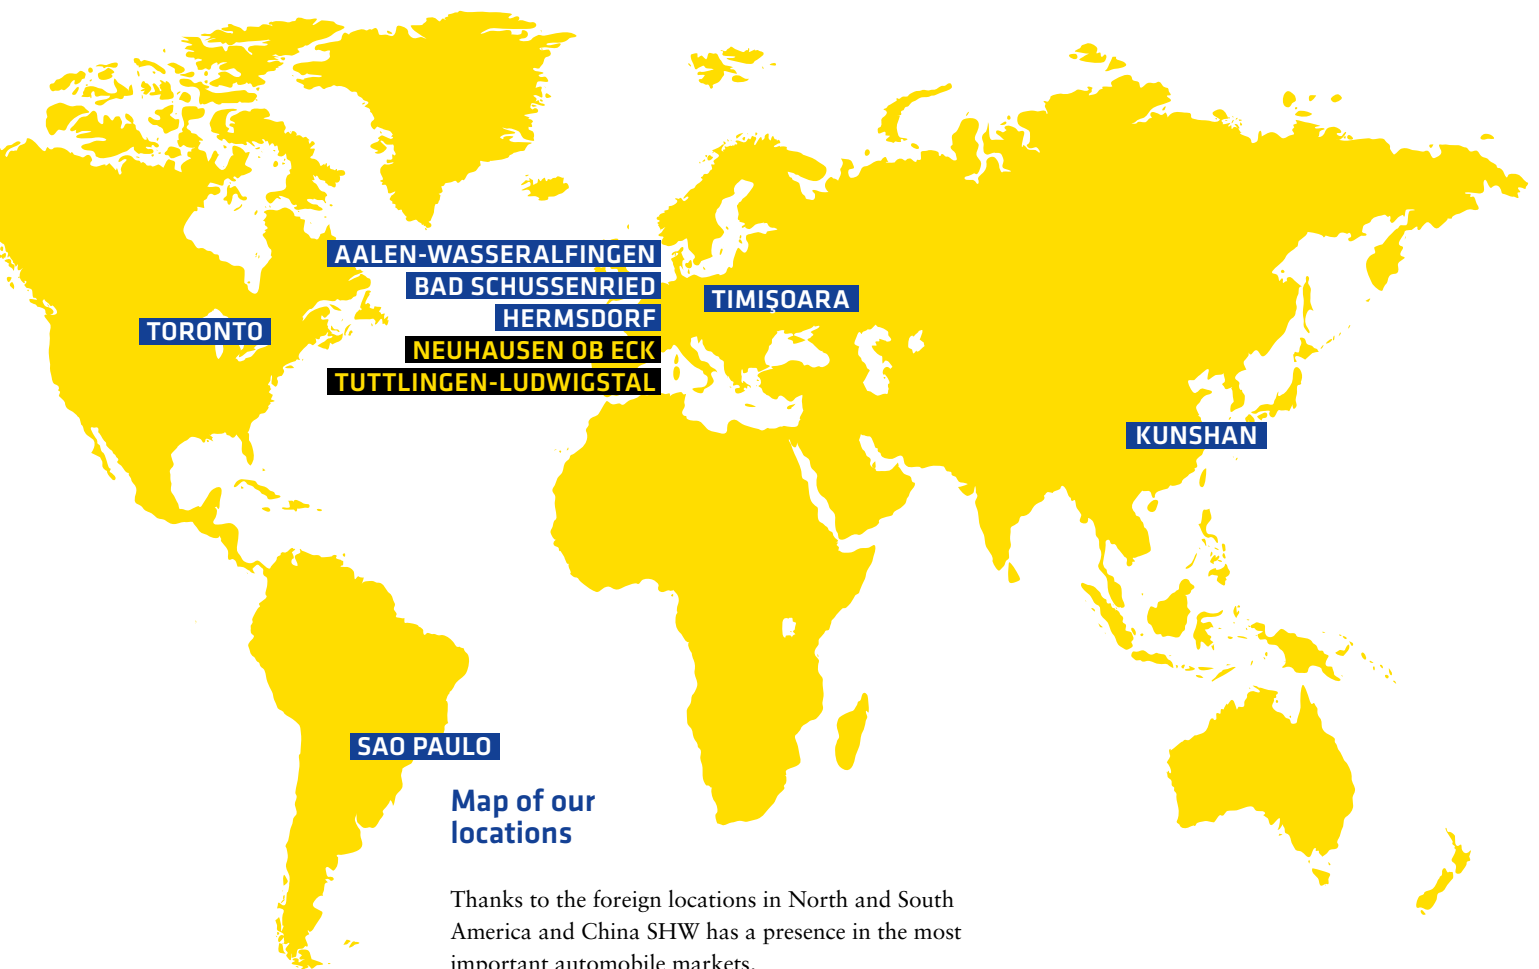 AALEN-WASSERALFINGEN
BAD SCHUSSENRIED
HERMSDORF
NEUHAUSEN OB ECK
TUTTLINGEN-LUDWIGSTAL
TIMIŞOARA
TORONTO
KUNSHAN
SAO PAULO
Map of our
locations
Thanks to the foreign locations in North and South
America and China SHW has a presence in the most
important automobile markets.